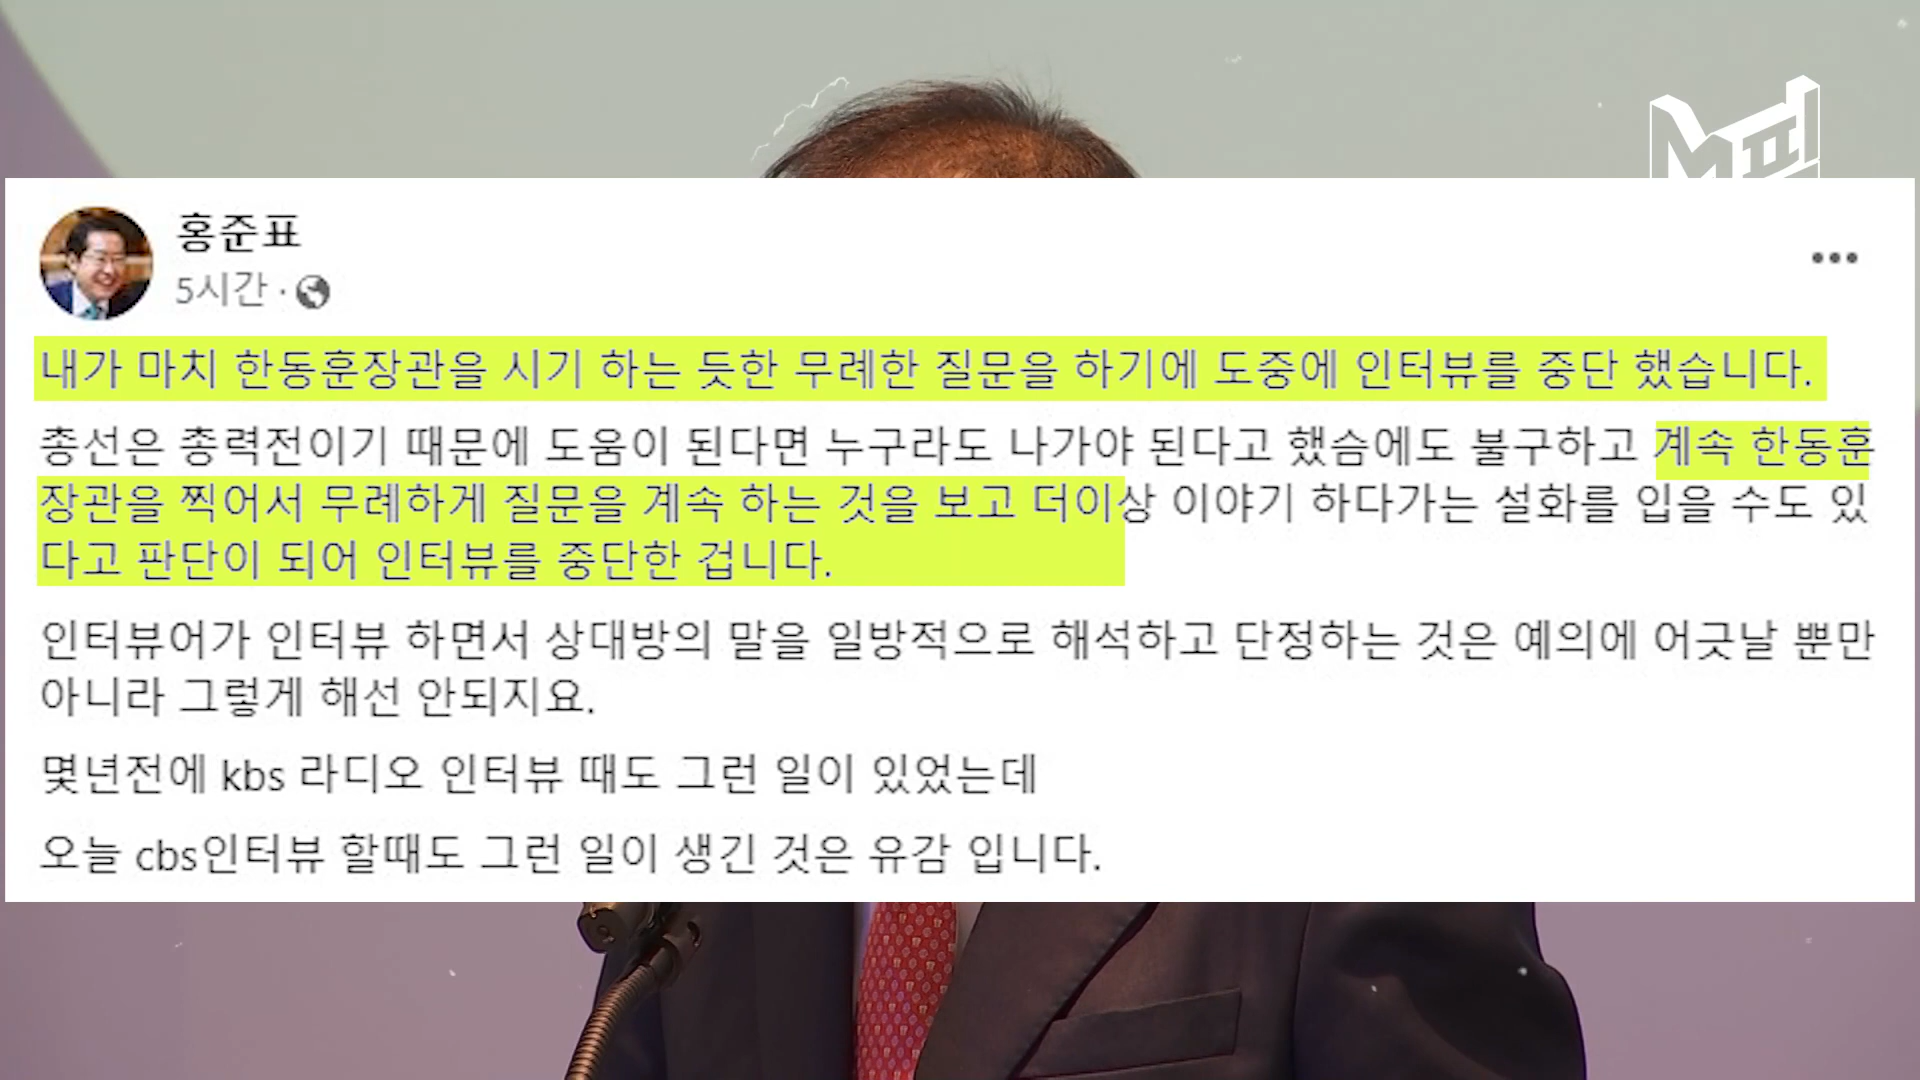 M픠
홍준표
5시간 ·
내가 마치 한동훈장관을 시기 하는 듯한 무례한 질문을 하기에 도중에 인터뷰를 중단 했습니다.
총선은 총력전이기 때문에 도움이 된다면 누구라도 나가야 된다고 했슴에도 불구하고 계속 한동훈
장관을 찍어서 무례하게 질문을 계속 하는 것을 보고 더이상 이야기 하다가는 설화를 입을 수도 있
다고 판단이 되어 인터뷰를 중단한 겁니다.
인터뷰어가 인터뷰 하면서 상대방의 말을 일방적으로 해석하고 단정하는 것은 예의에 어긋날 뿐만
아니라 그렇게 해선 안되지요.
몇년전에 kbs 라디오 인터뷰 때도 그런 일이 있었는데
오늘 cbs인터뷰 할때도 그런 일이 생긴 것은 유감 입니다.